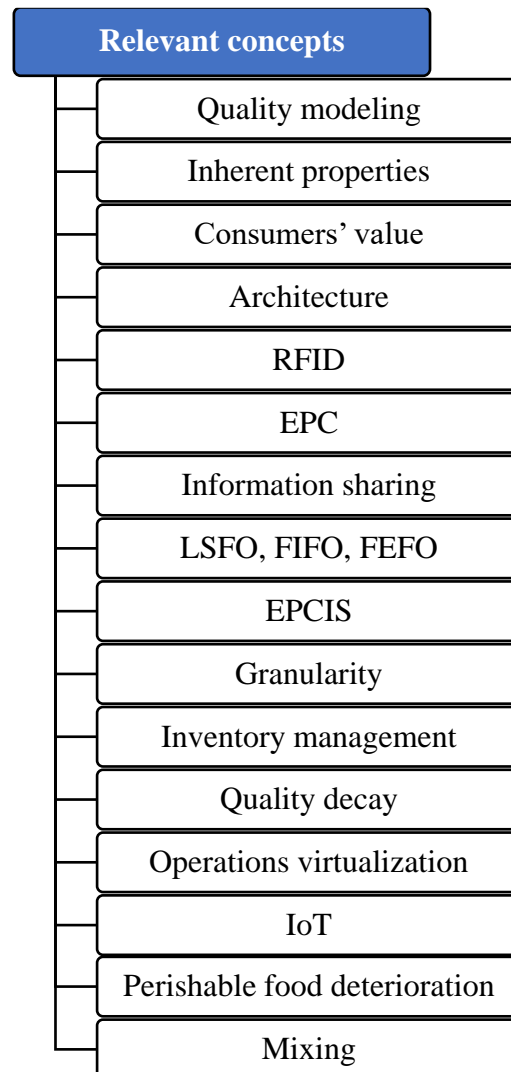 Relevant concepts
Quality modeling
Inherent properties
Consumers’ value
Architecture
RFID
EPC
Information sharing
LSFO, FIFO, FEFO
EPCIS
Granularity
Inventory management
Quality decay
Operations virtualization
IoT
Perishable food deterioration
Mixing